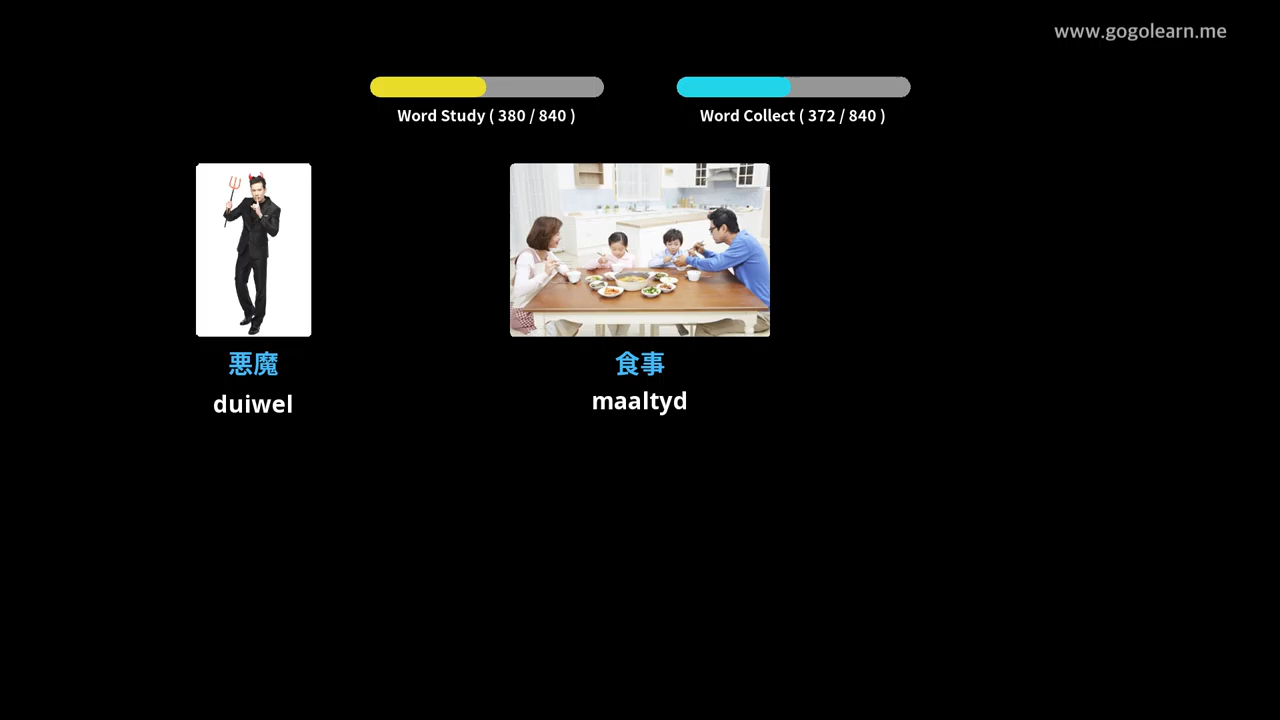 www.gogolearn.me
Word Study ( 380 / 840 )
Word Collect ( 372 / 840 )
悪魔
duiwel
食事
maaltyd